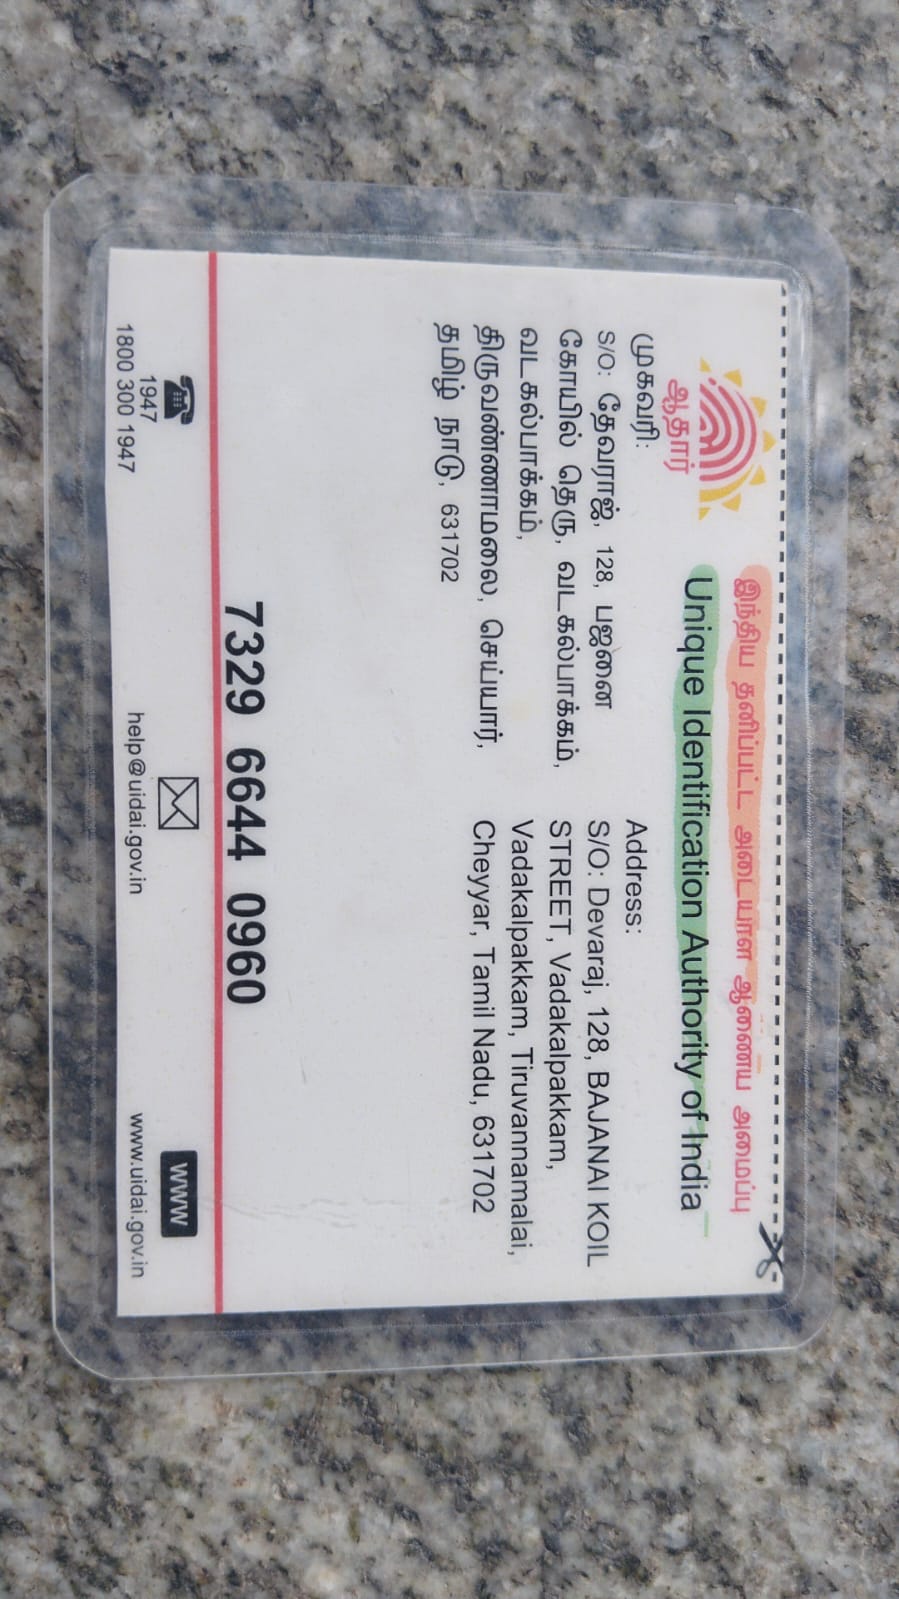 இந்திய தனிப்பட்ட அடையாள ஆணைய அமைப்பு
Unique Identification Authority of India
ஆதார்
முகவரி:
S/O: தேவராஜ், 128, பஜனை
கோயில் தெரு, வடகல்பாக்கம்,
வடகல்பாக்கம்,
திருவண்ணாமலை, செய்யார்,
தமிழ் நாடு, 631702
Address:
S/O: Devaraj, 128, BAJANAI KOIL
STREET, Vadakalpakkam,
Vadakalpakkam, Tiruvannamalai,
Cheyyar, Tamil Nadu, 631702
7329 6644 0960
1947
1800 300 1947
help@uidai.gov.in
WWW
www.uidai.gov.in